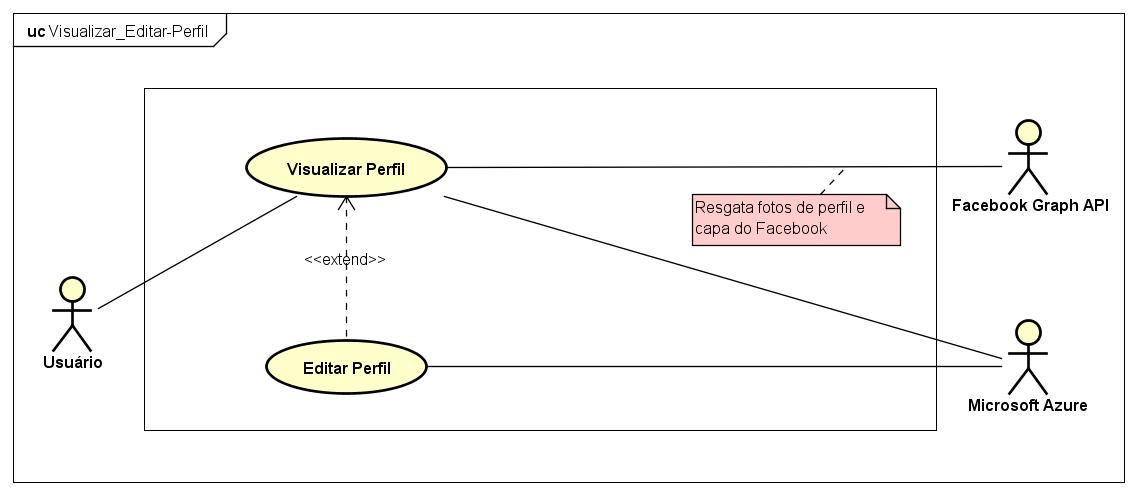 uc Visualizar_Editar-Perfil
Visualizar Perfil
Facebook Graph API
Resgata fotos de perfil e
capa do Facebook
<<extend>>
Usuário
Editar Perfil
Microsoft Azure